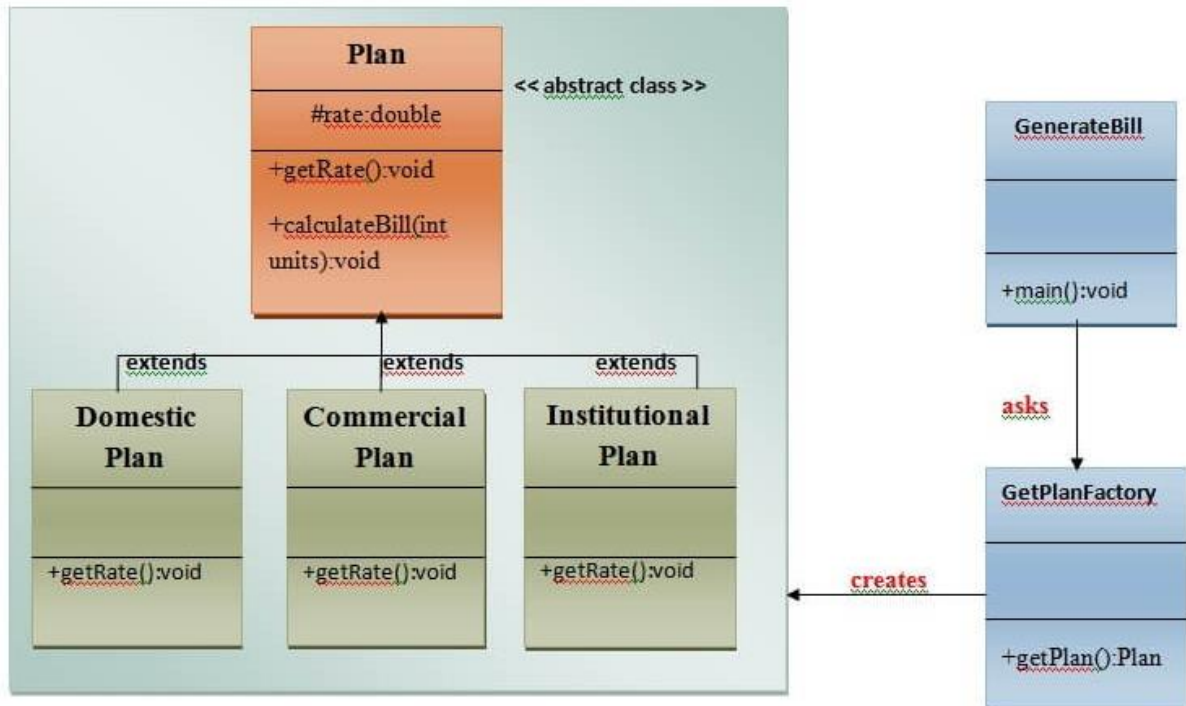 Plan
<< abstract class >>
#rate:double
+getRate():void
+calculateBill(int
units):void
extends
extends
extends
Domestic
Plan
+getRate():void
Commercial
Plan
+getRate():void
Institutional
Plan
+getRate():void
GenerateBill
+main():void
asks
GetPlanFactory
+getPlan():Plan
creates